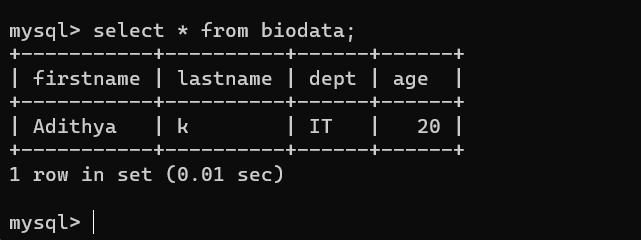 mysql> select * from biodata;
+-----------+----------+------+------+
| firstname | lastname | dept | age  |
+-----------+----------+------+------+
| Adithya   | k        | IT   |   20 |
+-----------+----------+------+------+
1 row in set (0.01 sec)
mysql>